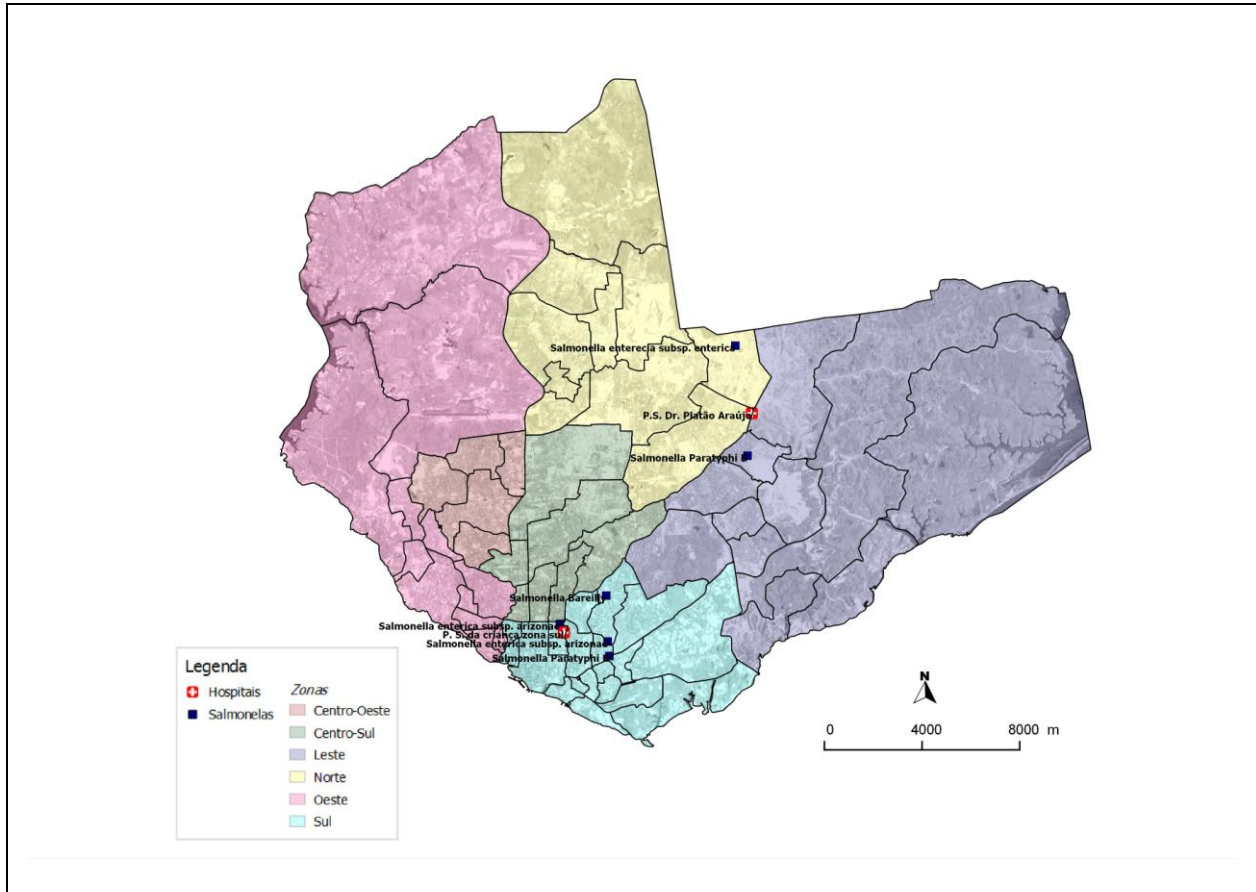 Salmonella enterecia subsp. enterica
P.S. Dr. Platão Araújo
Salmonella Paratyphi B
Salmonella Bareilly
Salmonella enterica subsp. arizonae
P. S. da criança zona sul
Salmonella enterica subsp. arizonae
Salmonella Paratyphi
Legenda
Hospitais
Salmonelas
Zonas
Centro-Oeste
Centro-Sul
Leste
Norte
Oeste
Sul
N
0 4000 8000 m